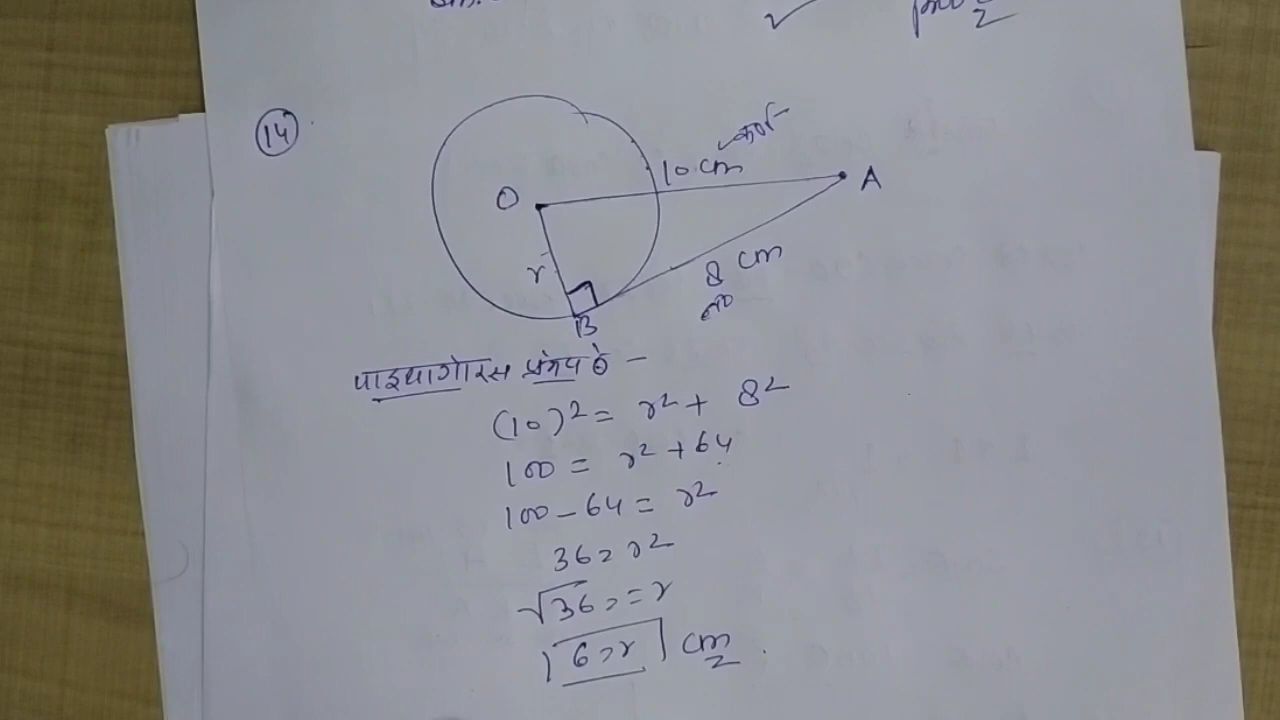 14
10 cm
कर्ण
O
A
r
8 cm
B
पाइथागोरस प्रमेय से -
(10)² = r² + 8²
100 = r² + 64
100 - 64 = r²
36 = r²
√36 = r
6 = r cm